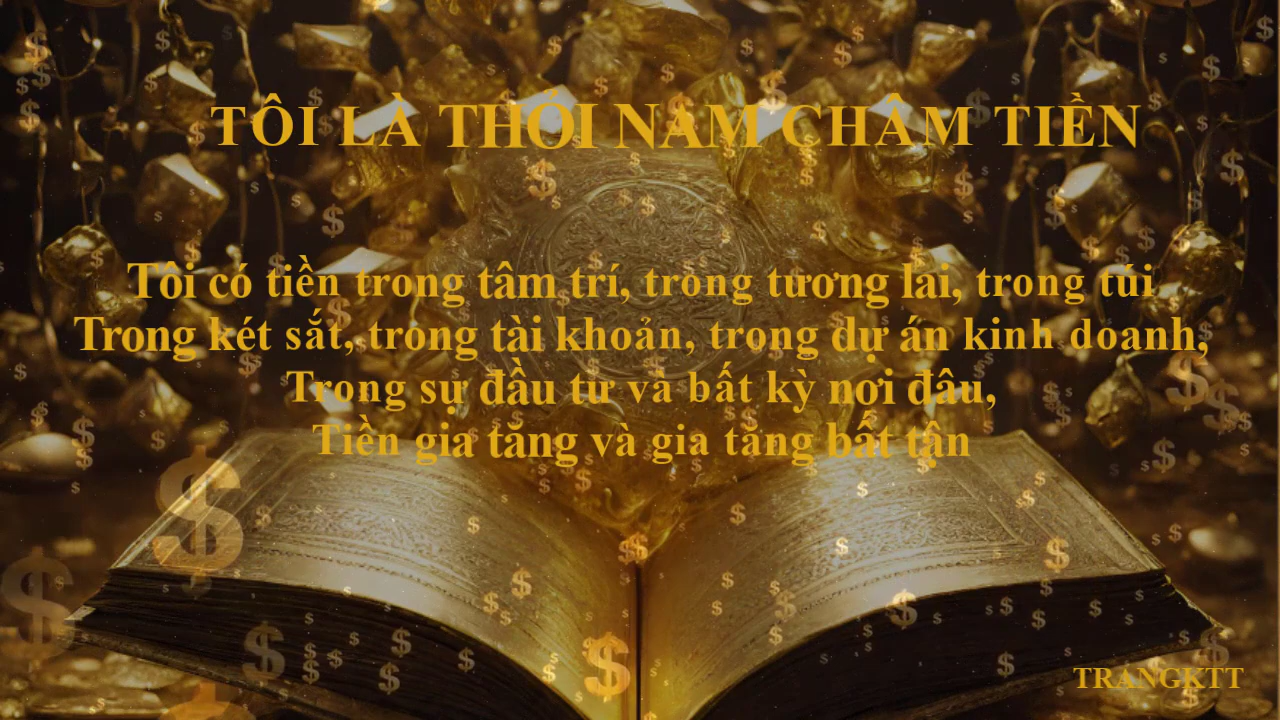 TÔI LÀ THỎI NAM CHÂM TIỀN
Tôi có tiền trong tâm trí, trong tương lai, trong túi
Trong két sắt, trong tài khoản, trong dự án kinh doanh,
Trong sự đầu tư và bất kỳ nơi đâu,
Tiền gia tăng và gia tăng bất tận
TRANGKTT